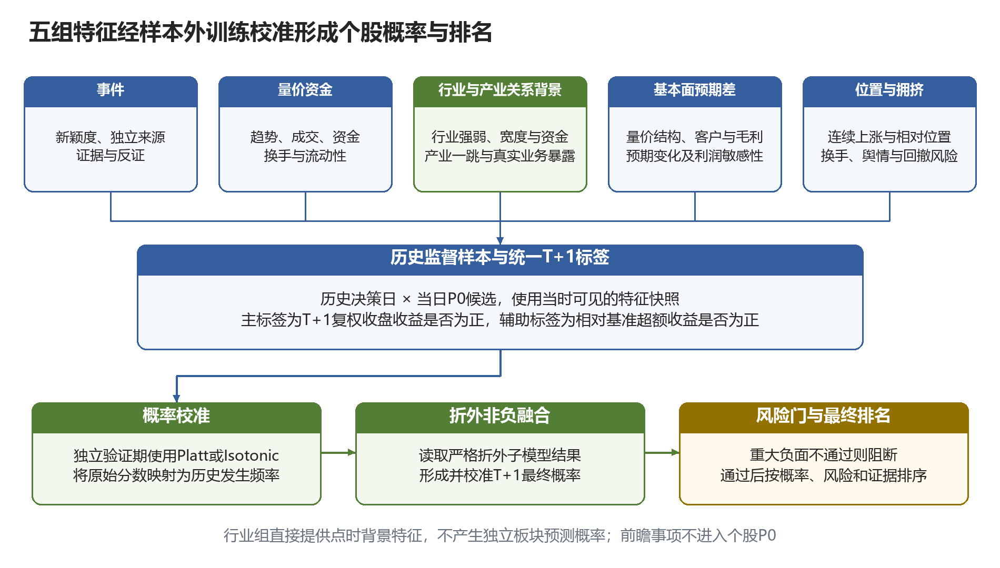 五组特征经样本外训练校准形成个股概率与排名
事件
新颖度、独立来源
证据与反证
量价资金
趋势、成交、资金
换手与流动性
行业与产业关系背景
行业强弱、宽度与资金
产业一跳与真实业务暴露
基本面预期差
量价结构、客户与毛利
预期变化及利润敏感性
位置与拥挤
连续上涨与相对位置
换手、舆情与回撤风险
历史监督样本与统一T+1标签
历史决策日 × 当日P0候选，使用当时可见的特征快照
主标签为T+1复权收盘收益是否为正，辅助标签为相对基准超额收益是否为正
概率校准
独立验证期使用Platt或Isotonic
将原始分数映射为历史发生频率
折外非负融合
读取严格折外子模型结果
形成并校准T+1最终概率
风险门与最终排名
重大负面不通过则阻断
通过后按概率、风险和证据排序
行业组直接提供点时背景特征，不产生独立板块预测概率；前瞻事项不进入个股P0